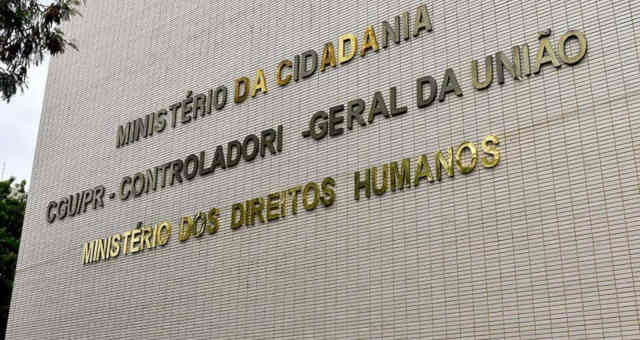 MINISTÉRIO DA CIDADANIA
CGU/PR - CONTROLADORI -GERAL DA UNIÃO
MINISTÉRIO DOS DIREITOS HUMANOS